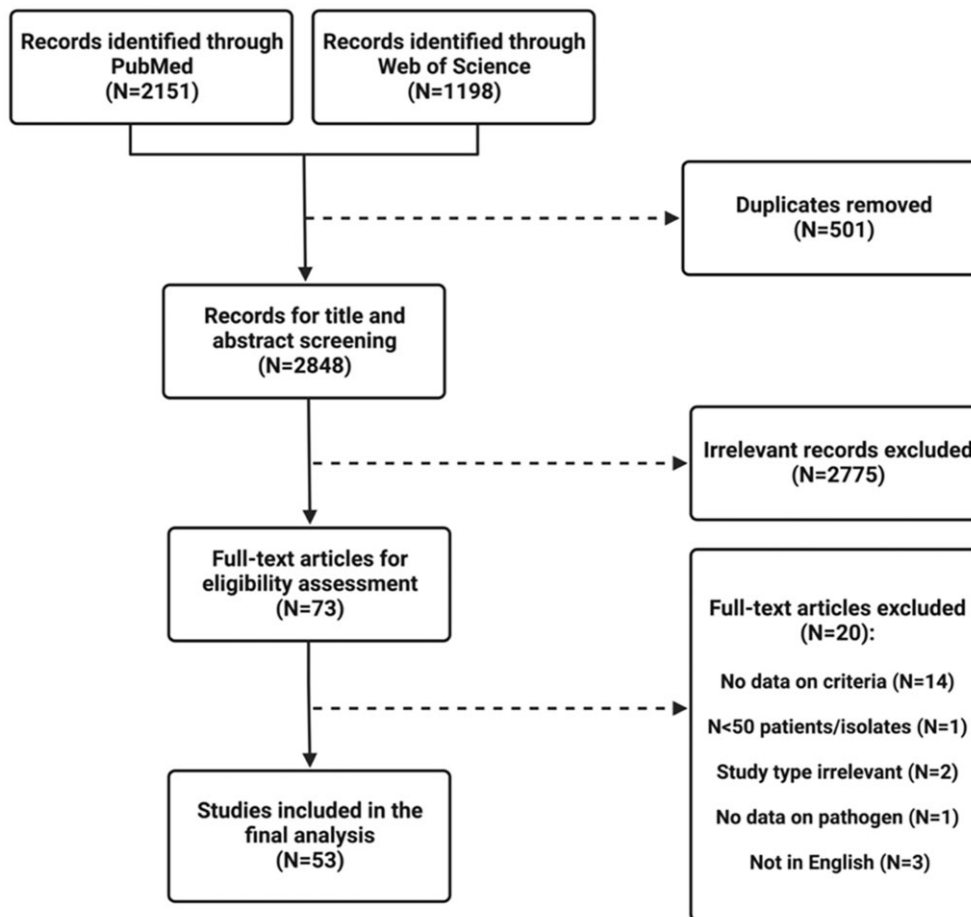 Records identified through
PubMed
(N=2151)
Records identified through
Web of Science
(N=1198)
Duplicates removed
(N=501)
Records for title and
abstract screening
(N=2848)
Irrelevant records excluded
(N=2775)
Full-text articles for
eligibility assessment
(N=73)
Full-text articles excluded
(N=20):
No data on criteria (N=14)
N<50 patients/isolates (N=1)
Study type irrelevant (N=2)
No data on pathogen (N=1)
Not in English (N=3)
Studies included in the
final analysis
(N=53)